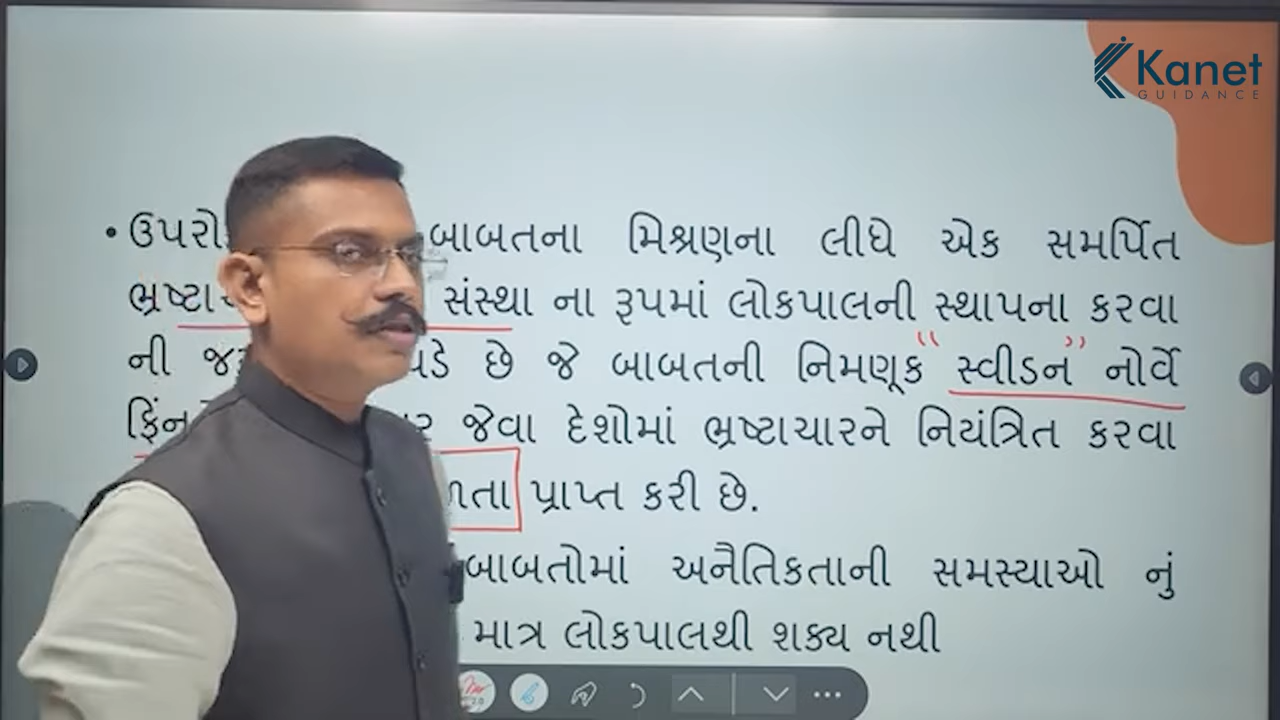 Kanet
GUIDANCE
• ઉપરો બાબતના મિશ્રણના લીધે એક સમર્પિત
સંસ્થા ના રૂપમાં લોકપાલની સ્થાપના કરવા
ની છે જે બાબતની નિમણૂક “સ્વીડન” નોર્વે
જેવા દેશોમાં ભ્રષ્ટાચારને નિયંત્રિત કરવા
પ્રાપ્ત કરી છે.
બાબતોમાં અનૈતિકતાની સમસ્યાઓ નું
માત્ર લોકપાલથી શક્ય નથી